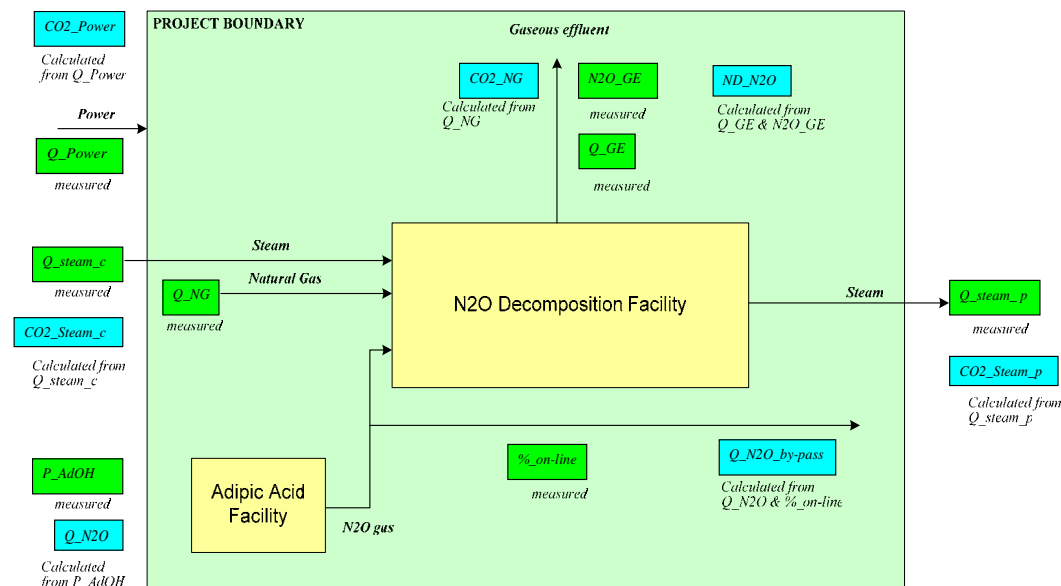 CO2_Power
Calculated
from Q_Power
PROJECT BOUNDARY
Gaseous effluent
CO2_NG
Calculated from
Q_NG
N2O_GE
measured
Q_GE
measured
ND_N2O
Calculated from
Q_GE & N2O_GE
Power
Q_Power
measured
Q_steam_c
measured
Steam
Natural Gas
Q_NG
measured
N2O Decomposition Facility
Steam
Q_steam_p
measured
CO2_Steam_c
Calculated from
Q_steam_c
CO2_Steam_p
Calculated from
Q_steam_p
P_AdOH
measured
Q_N2O
Calculated
from P_AdOH
Adipic Acid
Facility
N2O gas
%_on-line
measured
Q_N2O_by-pass
Calculated from
Q_N2O & %_on-line